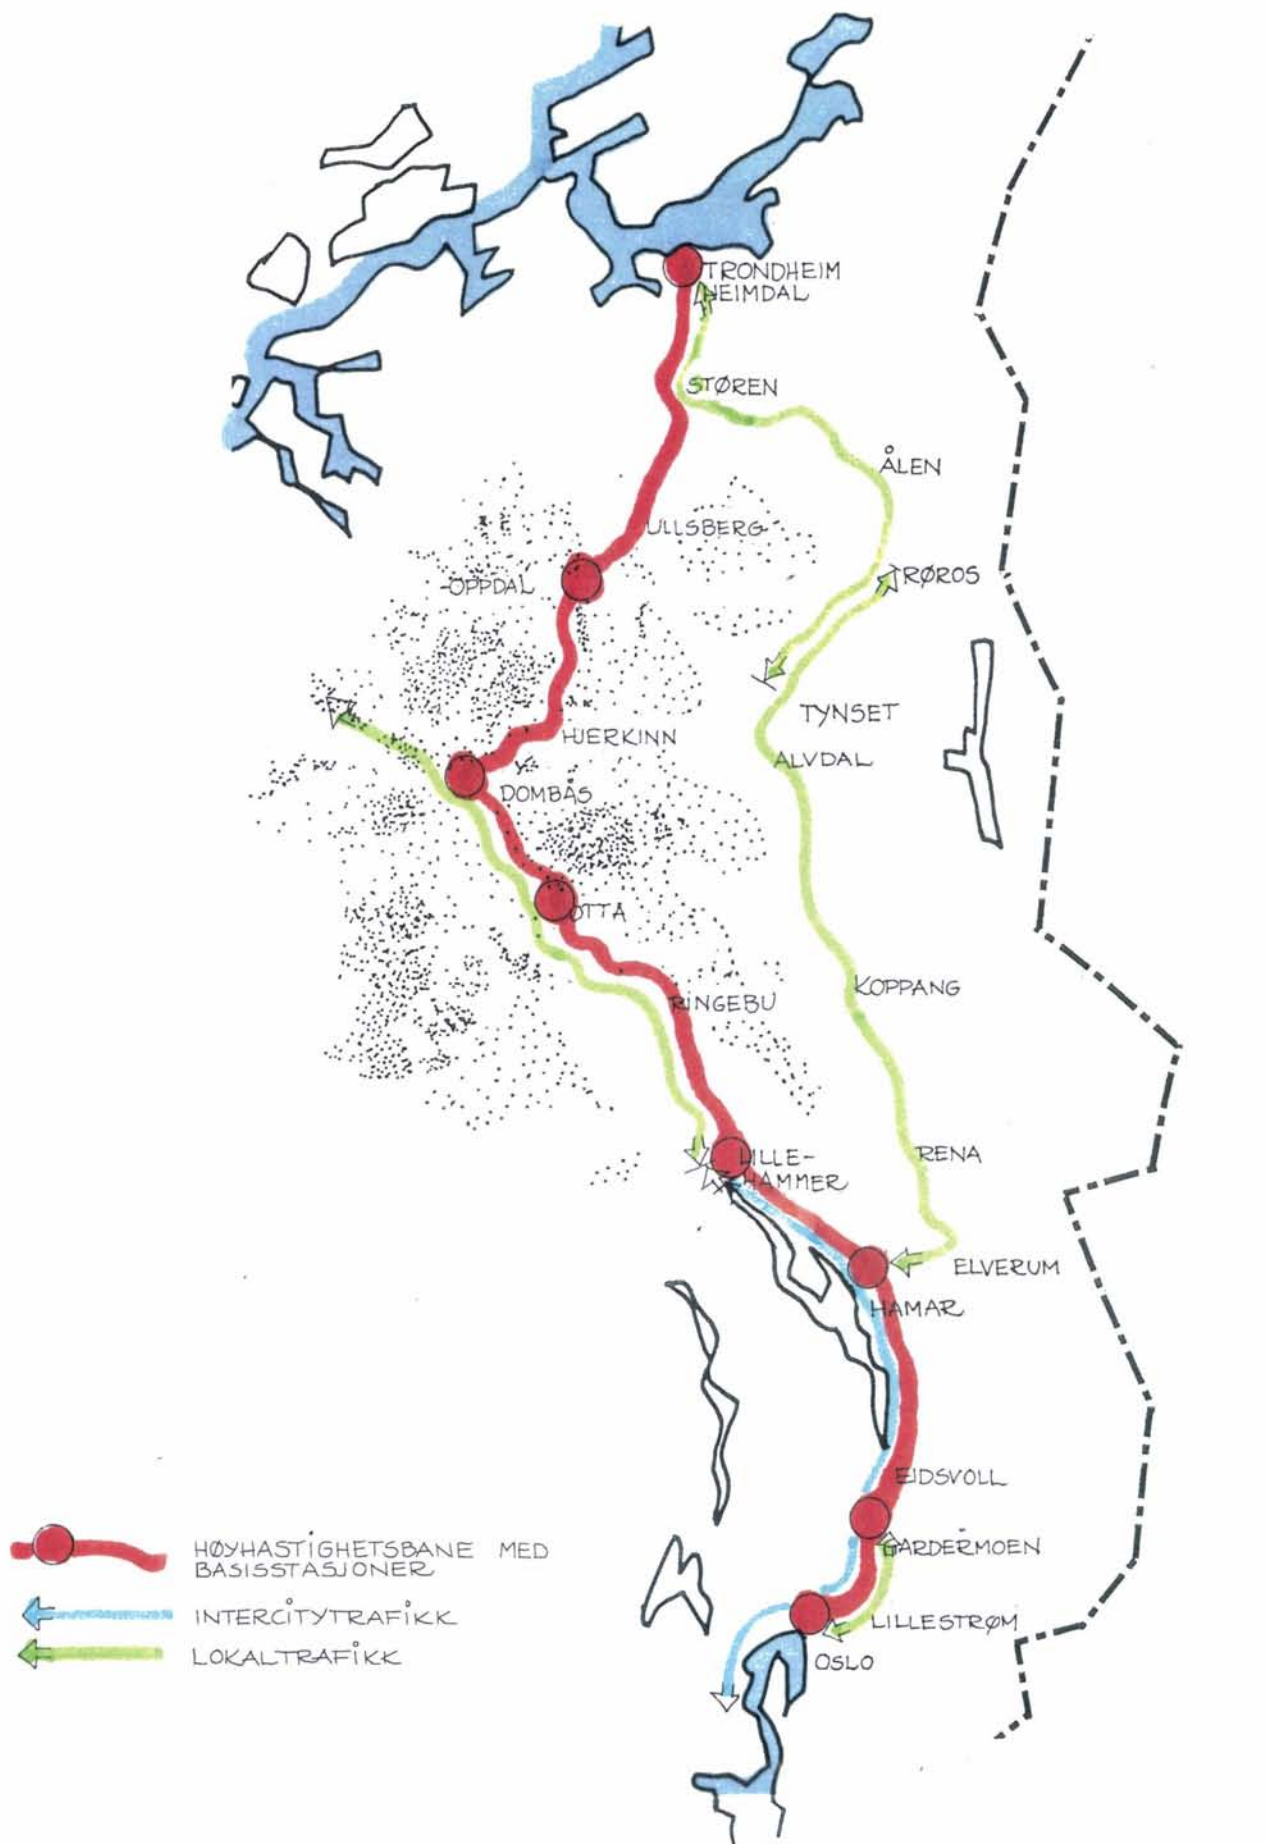 TRONDHEIM
HEIMDAL
STØREN
ÅLEN
ULLSBERG
OPPDAL
RØROS
TYNSET
HJERKINN
ALVDAL
DOMBÅS
OTTA
KOPPANG
RINGEBU
RENA
LILLE-
HAMMER
ELVERUM
HAMAR
EIDSVOLL
GARDERMOEN
LILLESTRØM
OSLO
HØYHASTIGHETSBANE MED
BASISSTASJONER
INTERCITYTRAFIKK
LOKALTRAFIKK